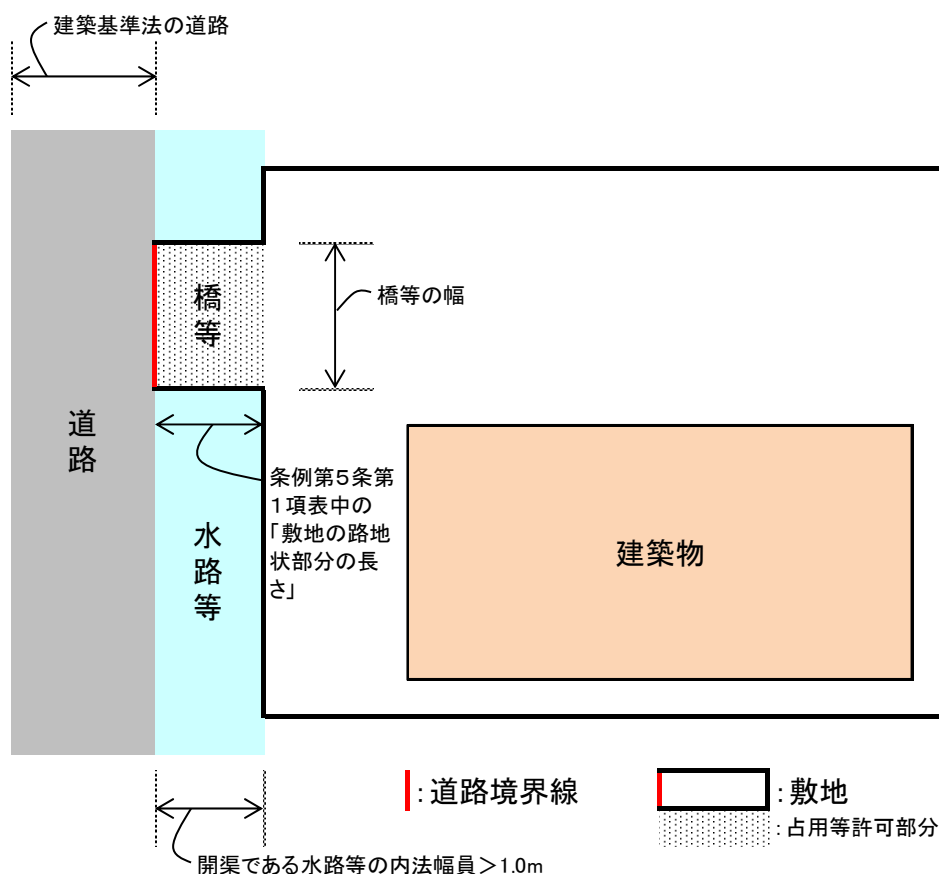 建築基準法の道路
橋等
橋等の幅
道路
条例第5条第
1項表中の
「敷地の路地
状部分の長
さ」
水路等
建築物
:道路境界線
:敷地
:占用等許可部分
開渠である水路等の内法幅員>1.0m